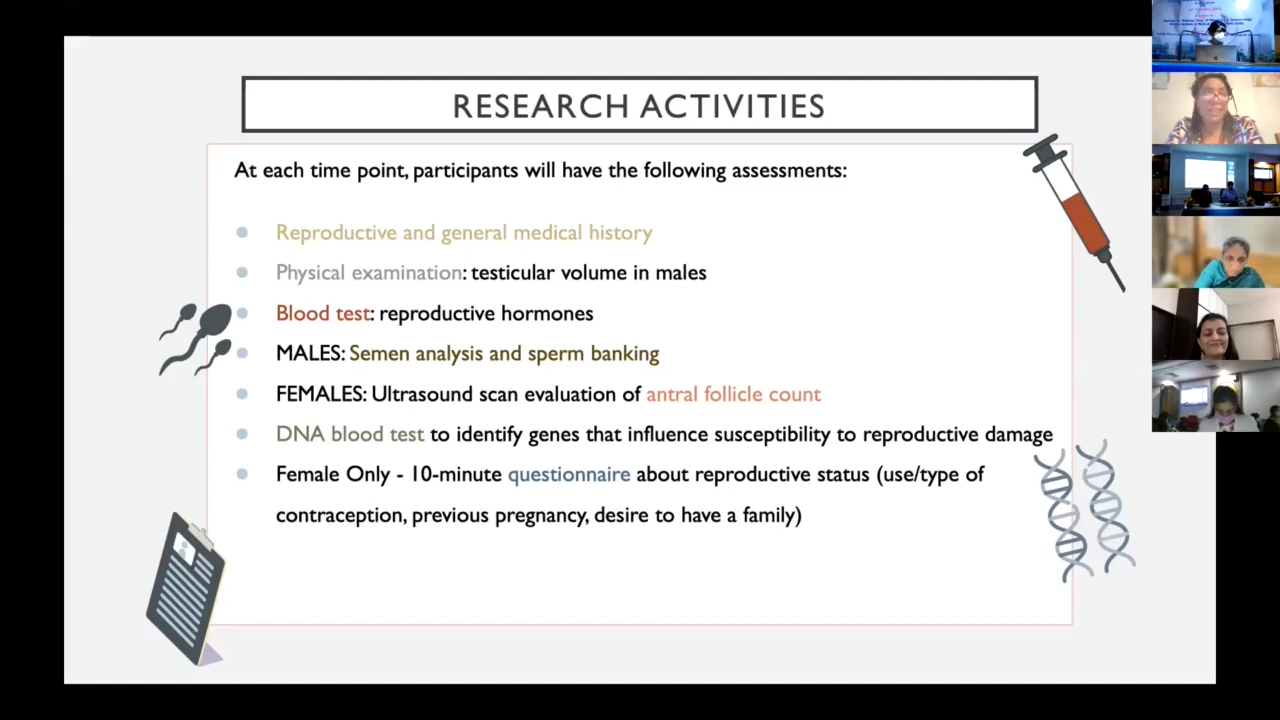 RESEARCH ACTIVITIES
At each time point, participants will have the following assessments:
Reproductive and general medical history
Physical examination: testicular volume in males
Blood test: reproductive hormones
MALES: Semen analysis and sperm banking
FEMALES: Ultrasound scan evaluation of antral follicle count
DNA blood test to identify genes that influence susceptibility to reproductive damage
Female Only - 10-minute questionnaire about reproductive status (use/type of
contraception, previous pregnancy, desire to have a family)